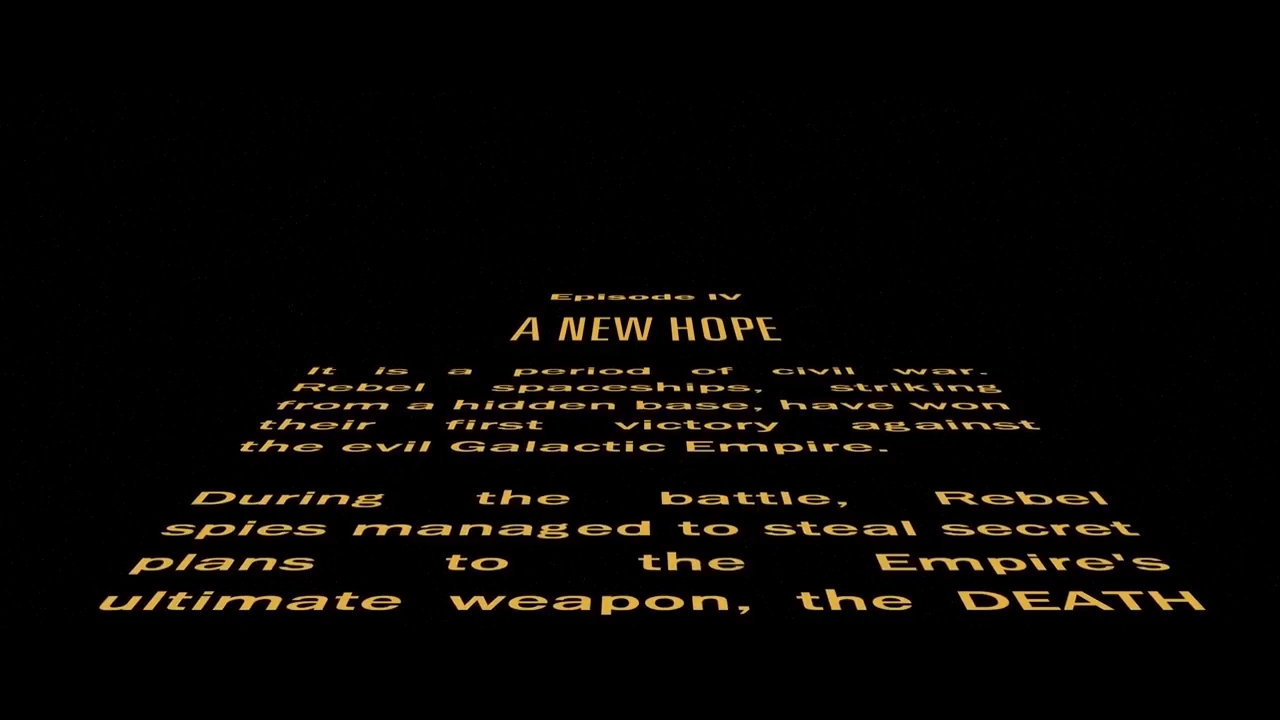 Episode IV
A NEW HOPE
It is a period of civil war.
Rebel spaceships, striking
from a hidden base, have won
their first victory against
the evil Galactic Empire.
During the battle, Rebel
spies managed to steal secret
plans to the Empire's
ultimate weapon, the DEATH